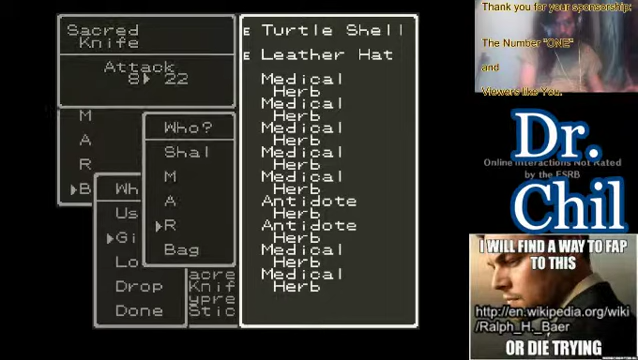 Sacred
Knife
Attack
8▶ 22
M
A
R
▶B
Wh
Us
▶Gi
Lo
Drop
Done
Who?
Shal
M
A
▶R
Bag
acre
Knif
ypre
Stic
E Turtle Shell
E Leather Hat
Medical
Herb
Medical
Herb
Medical
Herb
Medical
Herb
Medical
Herb
Antidote
Herb
Antidote
Herb
Medical
Herb
Medical
Herb
Thank you for your sponsorship:
The Number "ONE"
and
Viewers like You.
Dr.
Online Interactions Not Rated
by the ESRB
Chil
I WILL FIND A WAY TO FAP
TO THIS
http://en.wikipedia.org/wiki
/Ralph_H._Baer
OR DIE TRYING